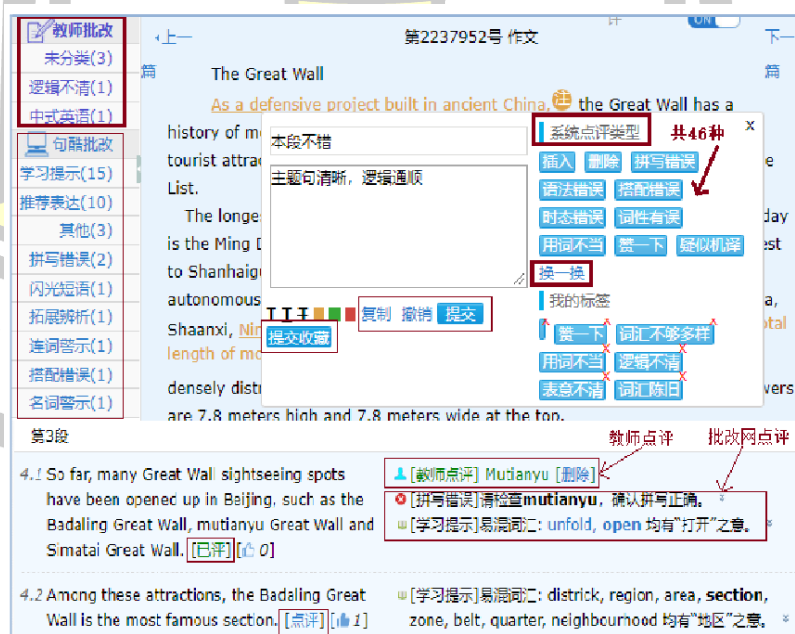 教师批改
未分类(3)
逻辑不清(1)
中式英语(1)
句酷批改
学习提示(15)
推荐表达(10)
其他(3)
拼写错误(2)
闪光短语(1)
拓展辨析(1)
连词警示(1)
搭配错误(1)
名词警示(1)
上一
篇
第2237952号 作文
评
ON
下一
篇
The Great Wall
As a defensive project built in ancient China,注 the Great Wall has a
history of m
tourist attrac
List.
The longe
day
is the Ming D
est
to Shanhaigu
autonomous
a,
Shaanxi, Nin
otal
length of mo
densely distr
wers
are 7.8 meters high and 7.8 meters wide at the top.
本段不错
主题句清晰，逻辑通顺
T I T
复制 撤销 提交
提交收藏
系统点评类型 共46种 x
插入 删除 拼写错误
语法错误 搭配错误
时态错误 词性有误
用词不当 赞一下 疑似机译
换一换
我的标签
赞一下 词汇不够多样
用词不当 逻辑不清
表意不清 词汇陈旧
第3段
教师点评 批改网点评
4.1 So far, many Great Wall sightseeing spots
have been opened up in Beijing, such as the
Badaling Great Wall, mutianyu Great Wall and
Simatai Great Wall. [已评] [0]
[教师点评] Mutianyu [删除]
[拼写错误]请检查mutianyu，确认拼写正确。
[学习提示]易混词汇: unfold, open 均有“打开”之意。
4.2 Among these attractions, the Badaling Great
Wall is the most famous section. [点评] [1]
[学习提示]易混词汇: districk, region, area, section,
zone, belt, quarter, neighbourhood 均有“地区”之意。